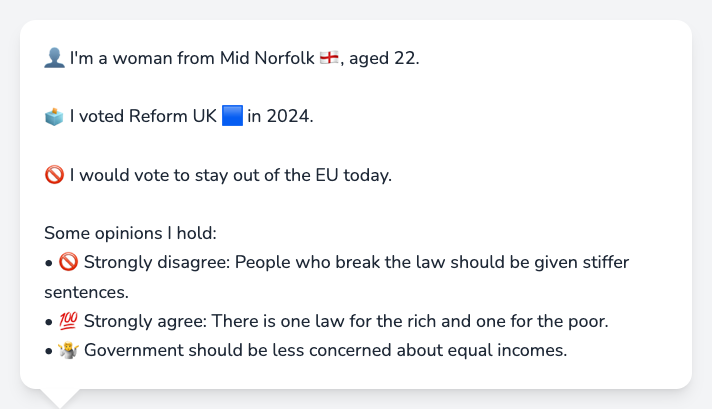 👤 I'm a woman from Mid Norfolk 🏴󠁧󠁢󠁥󠁮󠁧󠁿, aged 22.
🗳️ I voted Reform UK 🟦 in 2024.
🚫 I would vote to stay out of the EU today.
Some opinions I hold:
• 🚫 Strongly disagree: People who break the law should be given stiffer
sentences.
• 💯 Strongly agree: There is one law for the rich and one for the poor.
• 🤷 Government should be less concerned about equal incomes.